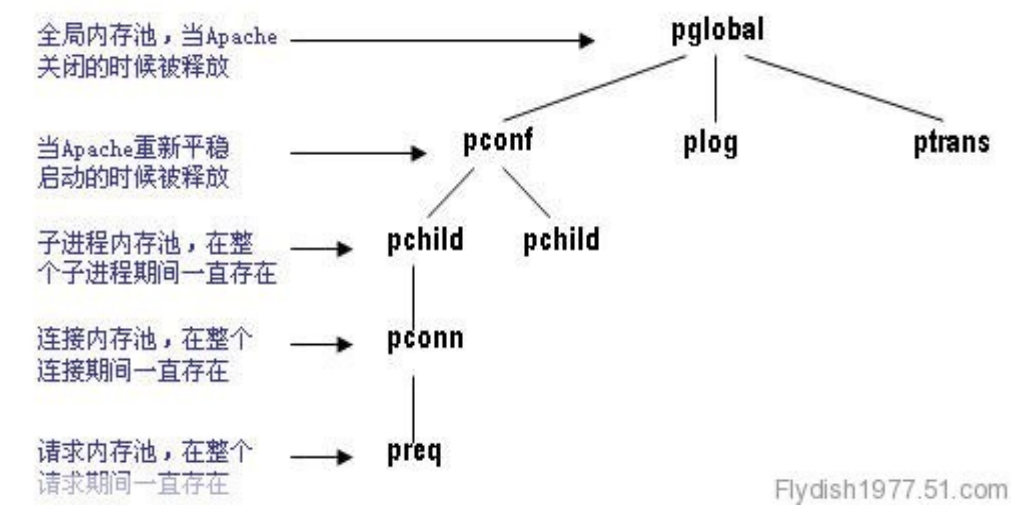 全局内存池，当Apache
关闭的时候被释放
pglobal
当Apache重新平稳
启动的时候被释放
pconf
plog
ptrans
子进程内存池，在整
个子进程期间一直存在
pchild
pchild
连接内存池，在整个
连接期间一直存在
pconn
请求内存池，在整个
请求期间一直存在
preq
Flydish1977.51.com